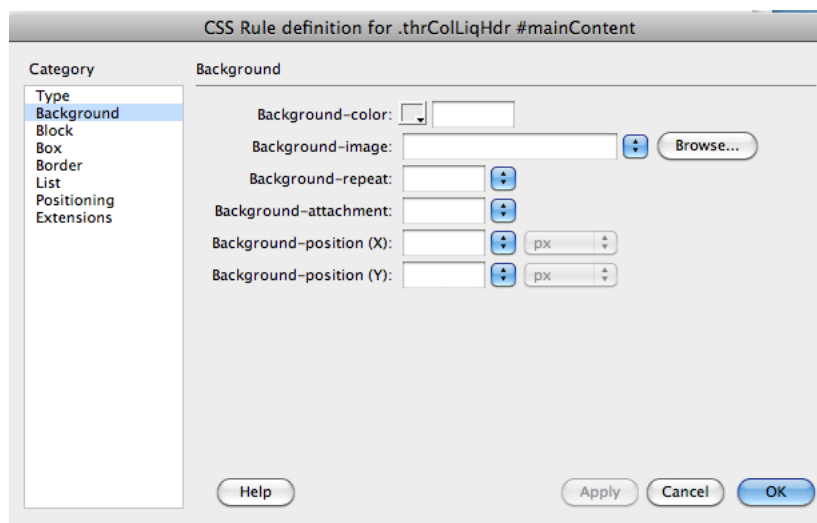 CSS Rule definition for .thrColLiqHdr #mainContent
Category
Type
Background
Block
Box
Border
List
Positioning
Extensions
Background
Background-color:
Background-image: Browse...
Background-repeat:
Background-attachment:
Background-position (X): px
Background-position (Y): px
Help Apply Cancel OK